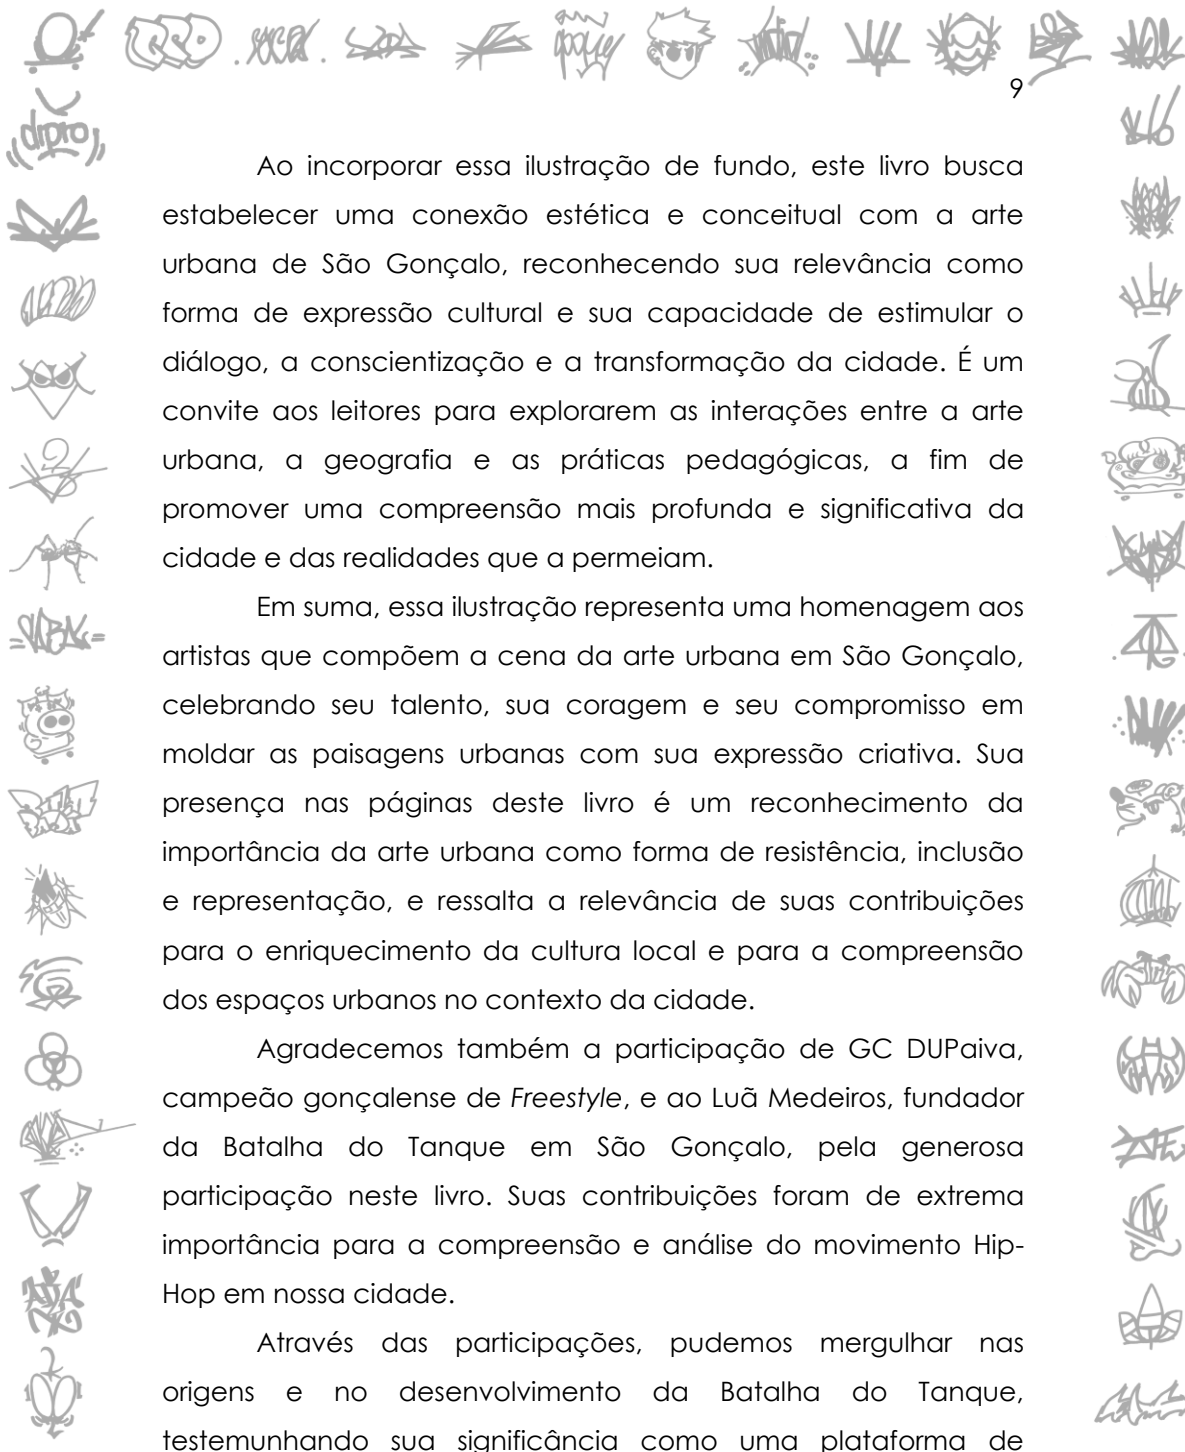 9
drpro
Ao incorporar essa ilustração de fundo, este livro busca
estabelecer uma conexão estética e conceitual com a arte
urbana de São Gonçalo, reconhecendo sua relevância como
forma de expressão cultural e sua capacidade de estimular o
diálogo, a conscientização e a transformação da cidade. É um
convite aos leitores para explorarem as interações entre a arte
urbana, a geografia e as práticas pedagógicas, a fim de
promover uma compreensão mais profunda e significativa da
cidade e das realidades que a permeiam.
Em suma, essa ilustração representa uma homenagem aos
artistas que compõem a cena da arte urbana em São Gonçalo,
celebrando seu talento, sua coragem e seu compromisso em
moldar as paisagens urbanas com sua expressão criativa. Sua
presença nas páginas deste livro é um reconhecimento da
importância da arte urbana como forma de resistência, inclusão
e representação, e ressalta a relevância de suas contribuições
para o enriquecimento da cultura local e para a compreensão
dos espaços urbanos no contexto da cidade.
Agradecemos também a participação de GC DUPaiva,
campeão gonçalense de Freestyle, e ao Luã Medeiros, fundador
da Batalha do Tanque em São Gonçalo, pela generosa
participação neste livro. Suas contribuições foram de extrema
importância para a compreensão e análise do movimento Hip-
Hop em nossa cidade.
Através das participações, pudemos mergulhar nas
origens e no desenvolvimento da Batalha do Tanque,
testemunhando sua significância como uma plataforma de